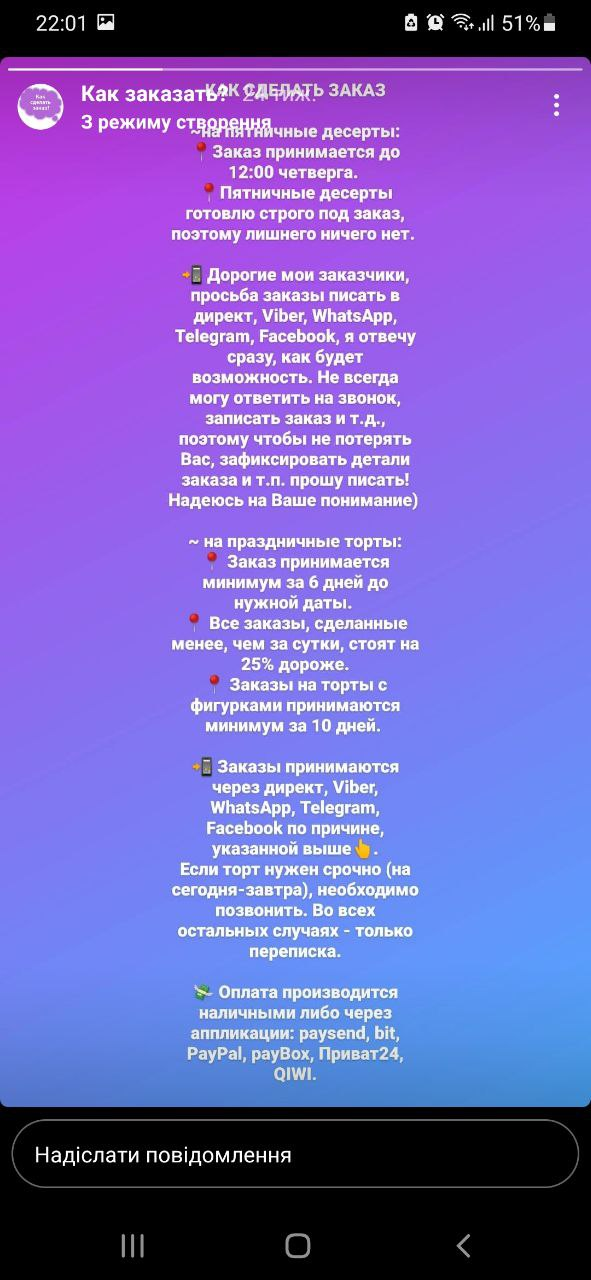 22:01
51%
Как заказать? 24 тиж.
З режиму створення
Как сделать заказ?
КАК СДЕЛАТЬ ЗАКАЗ
~на пятничные десерты:
📍Заказ принимается до
12:00 четверга.
📍Пятничные десерты
готовлю строго под заказ,
поэтому лишнего ничего нет.
📲 Дорогие мои заказчики,
просьба заказы писать в
директ, Viber, WhatsApp,
Telegram, Facebook, я отвечу
сразу, как будет
возможность. Не всегда
могу ответить на звонок,
записать заказ и т.д.,
поэтому чтобы не потерять
Вас, зафиксировать детали
заказа и т.п. прошу писать!
Надеюсь на Ваше понимание)
~ на праздничные торты:
📍 Заказ принимается
минимум за 6 дней до
нужной даты.
📍 Все заказы, сделанные
менее, чем за сутки, стоят на
25% дороже.
📍 Заказы на торты с
фигурками принимаются
минимум за 10 дней.
📲 Заказы принимаются
через директ, Viber,
WhatsApp, Telegram,
Facebook по причине,
указанной выше👆.
Если торт нужен срочно (на
сегодня-завтра), необходимо
позвонить. Во всех
остальных случаях - только
переписка.
💸 Оплата производится
наличными либо через
аппликации: paysend, bit,
PayPal, payBox, Приват24,
QIWI.
Надіслати повідомлення